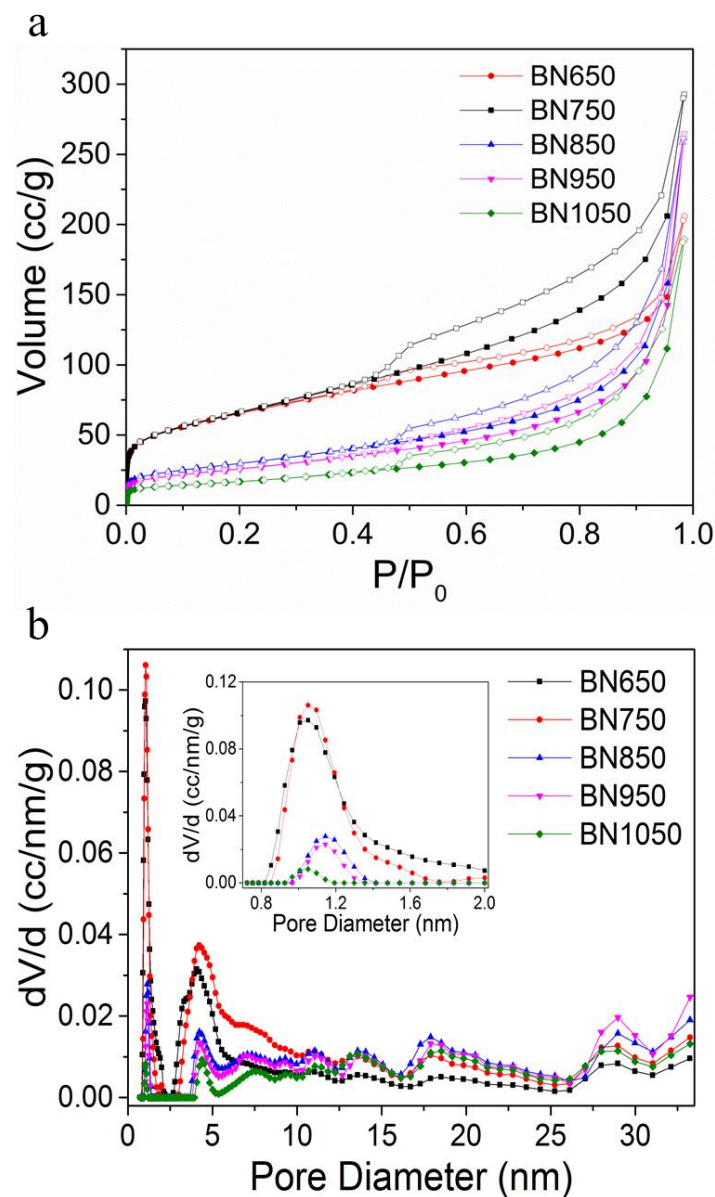 a
300
250
200
150
100
50
0
Volume (cc/g)
BN650
BN750
BN850
BN950
BN1050
0.0 0.2 0.4 0.6 0.8 1.0
P/P₀
b
0.10
0.08
0.06
0.04
0.02
0.00
dV/d (cc/nm/g)
0.12
0.08
0.04
0.00
dV/d (cc/nm/g)
0.8 1.2 1.6 2.0
Pore Diameter (nm)
BN650
BN750
BN850
BN950
BN1050
0 5 10 15 20 25 30
Pore Diameter (nm)